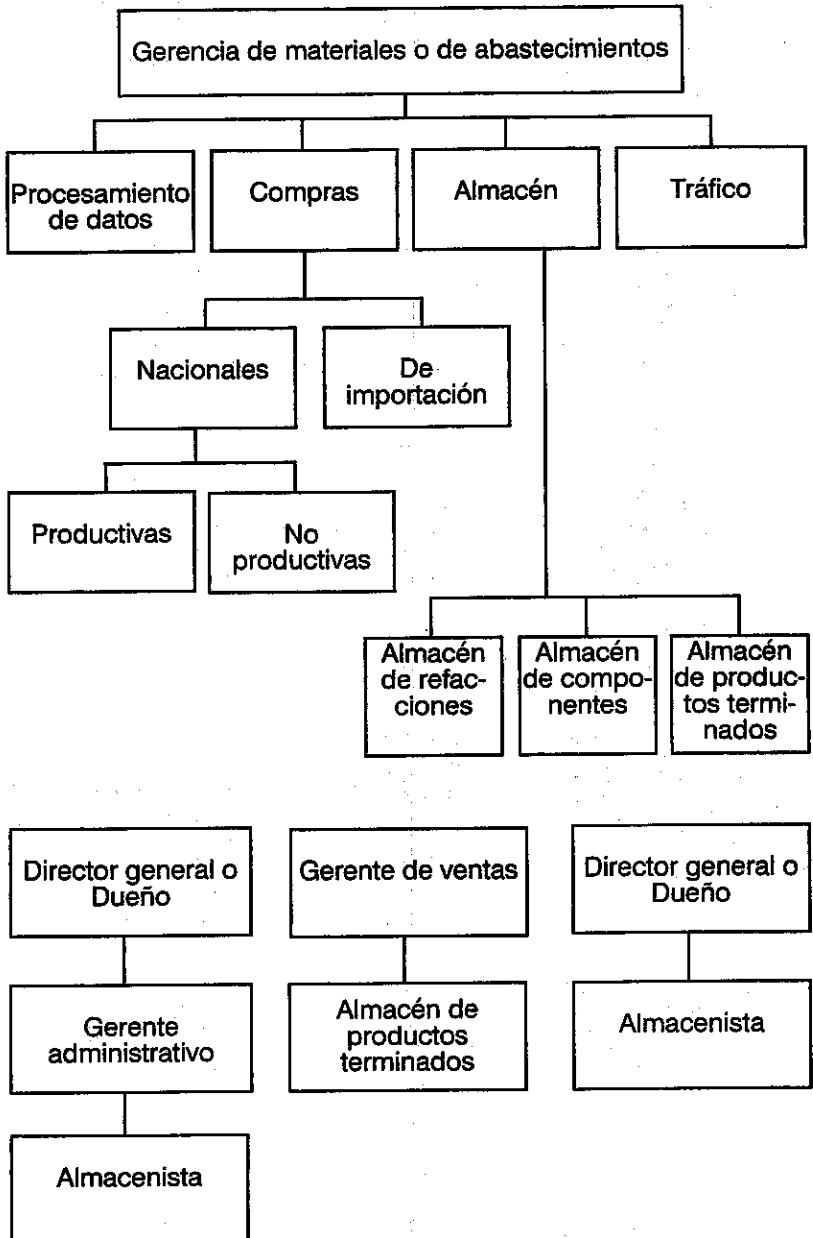 Gerencia de materiales o de abastecimientos
Procesamiento
de datos
Compras
Almacén
Tráfico
Nacionales
De
importación
Productivas
No
productivas
Almacén
de refac-
ciones
Almacén
de compo-
nentes
Almacén
de produc-
tos termi-
nados
Director general o
Dueño
Gerente de ventas
Director general o
Dueño
Gerente
administrativo
Almacén de
productos
terminados
Almacenista
Almacenista